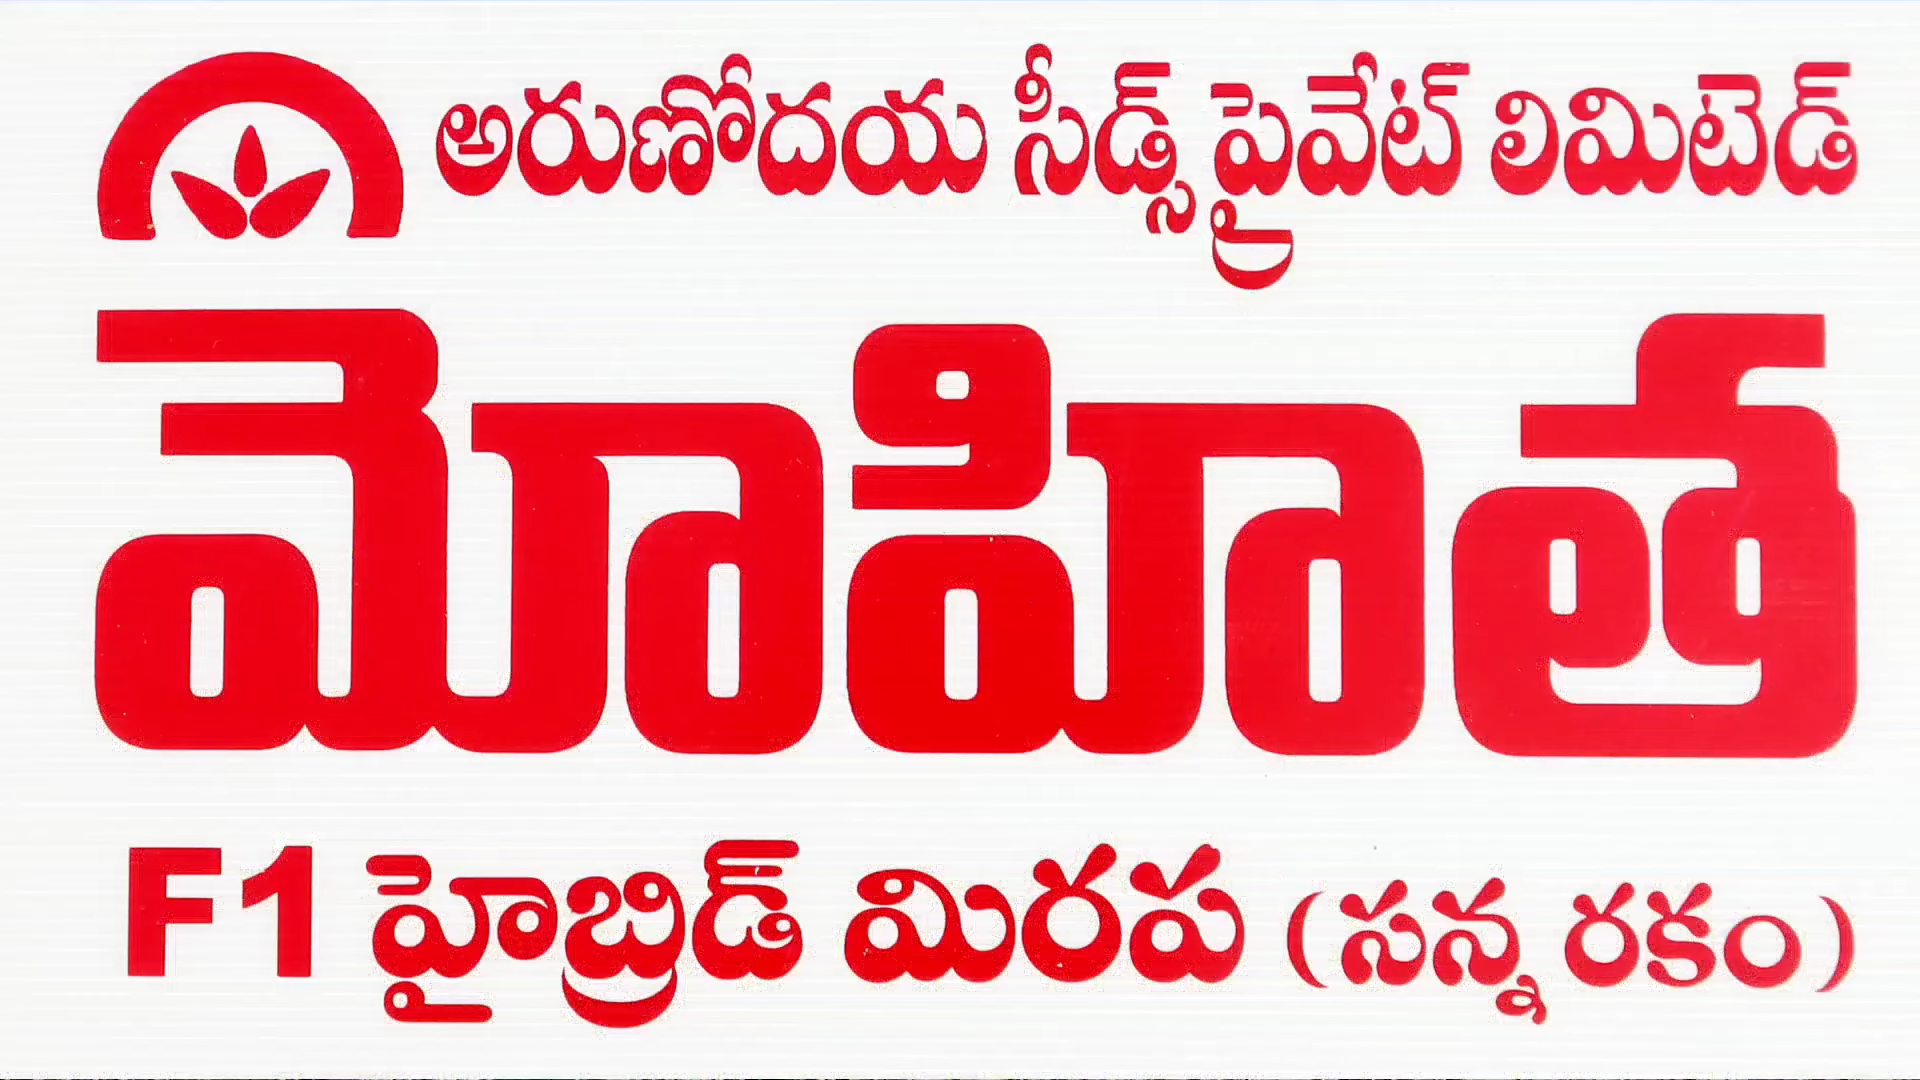 అరుణోదయ సీడ్స్ ప్రైవేట్ లిమిటెడ్
మోహిత
F1 హైబ్రిడ్ మిరప (సన్న రకం)